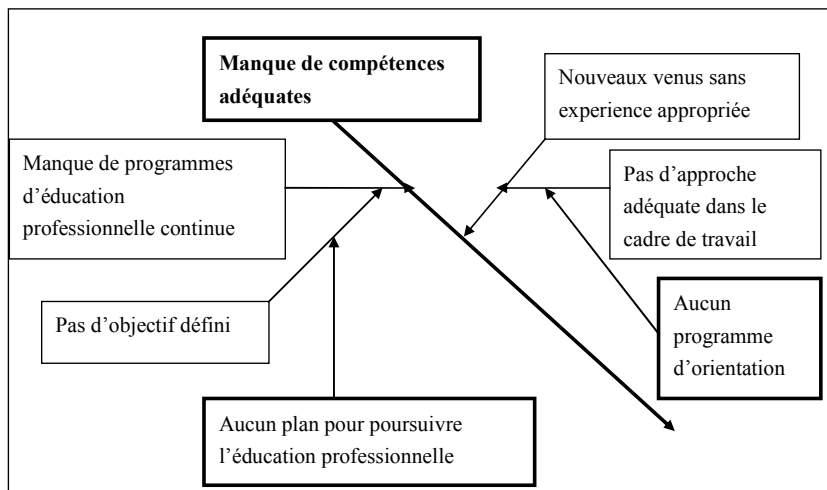 Manque de compétences
adéquates
Nouveaux venus sans
experience appropriée
Manque de programmes
d’éducation
professionnelle continue
Pas d’approche
adéquate dans le
cadre de travail
Pas d’objectif défini
Aucun
programme
d’orientation
Aucun plan pour poursuivre
l’éducation professionnelle